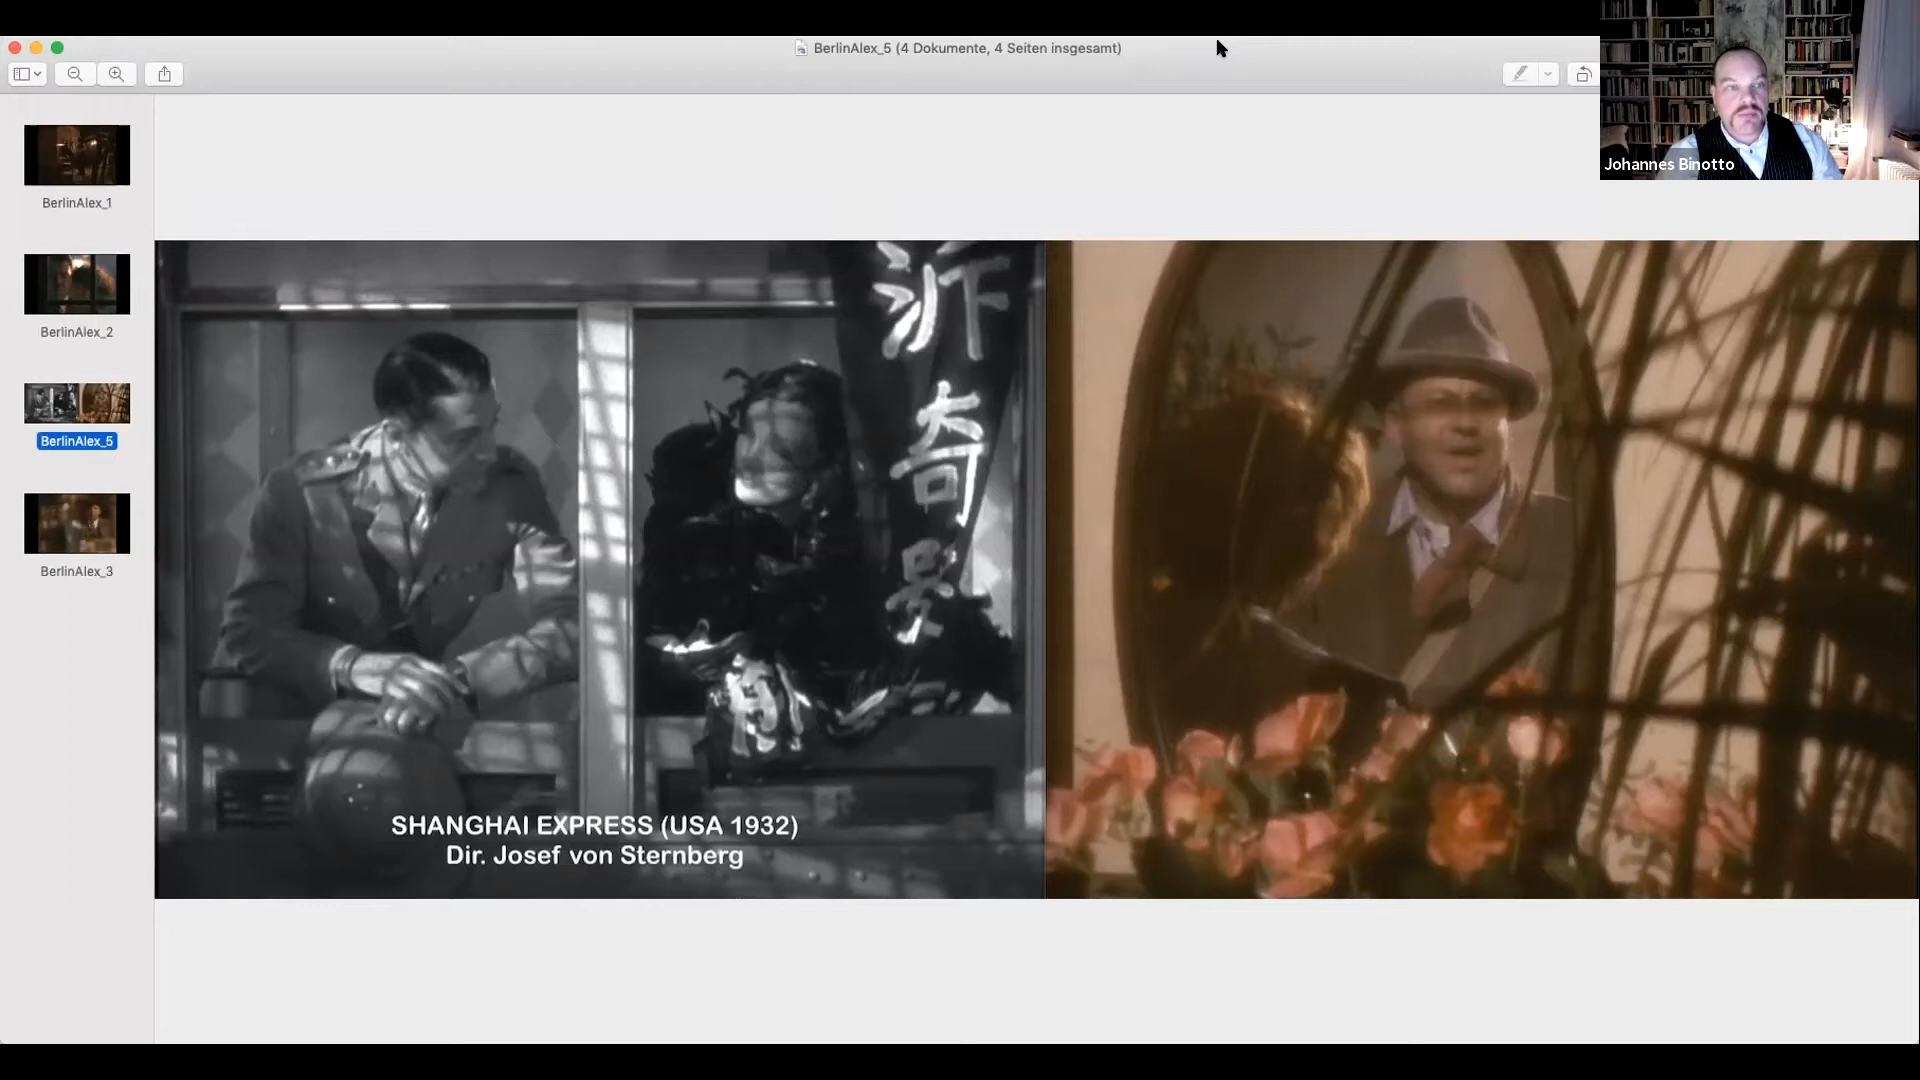 BerlinAlex_5 (4 Dokumente, 4 Seiten insgesamt)
Johannes Binotto
BerlinAlex_1
BerlinAlex_2
BerlinAlex_5
BerlinAlex_3
奇
SHANGHAI EXPRESS (USA 1932)
Dir. Josef von Sternberg